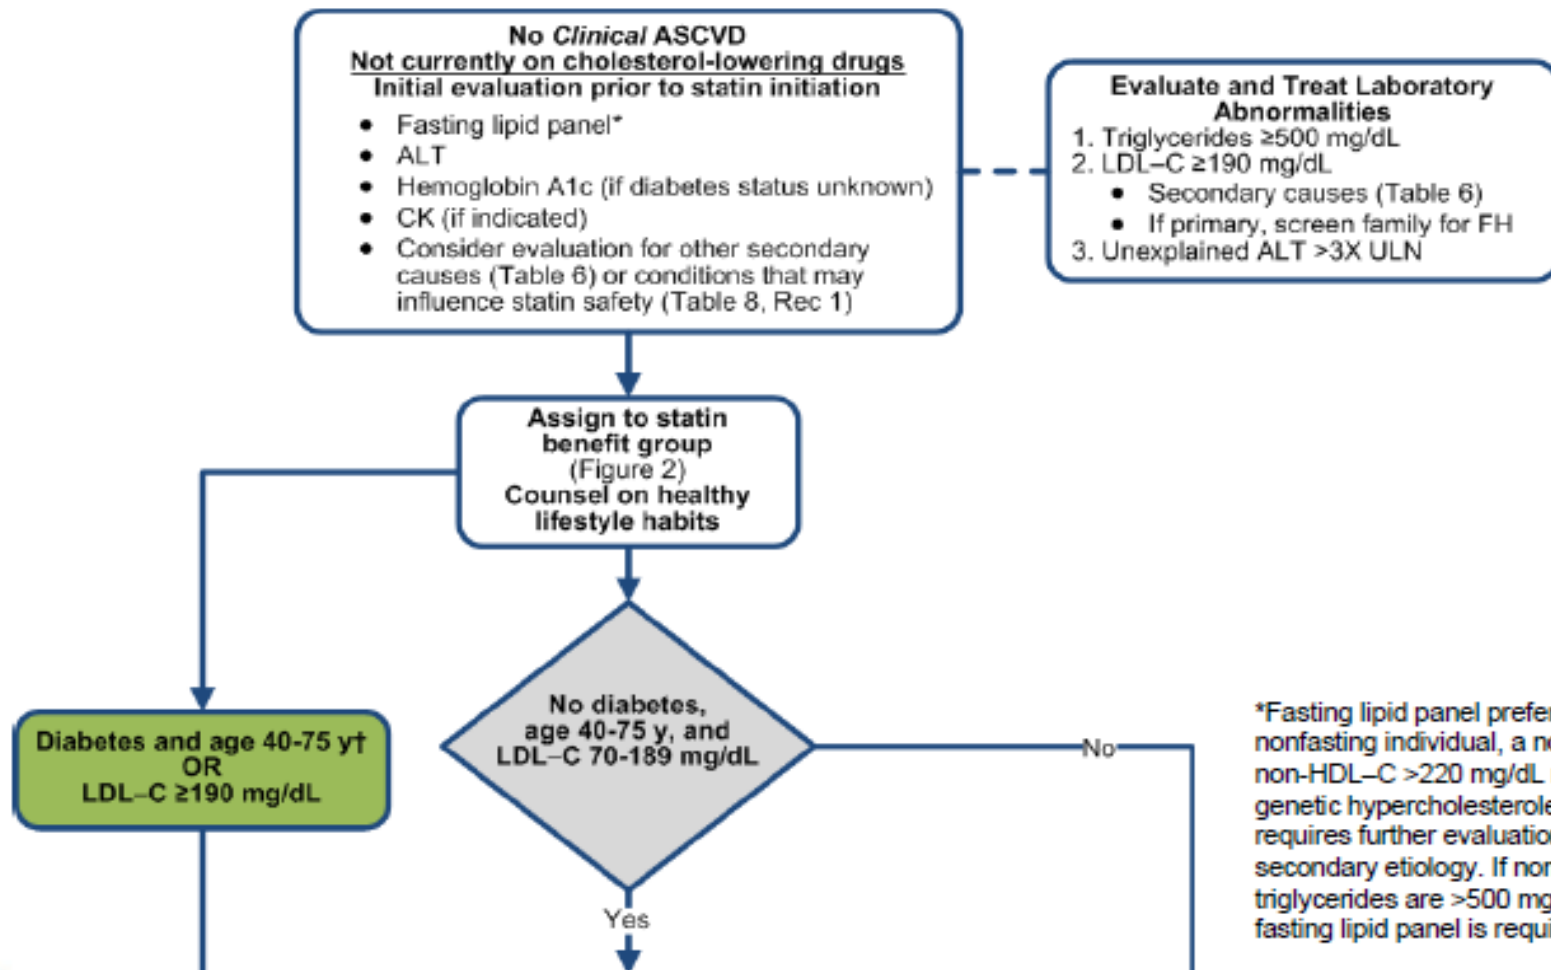 No Clinical ASCVD
Not currently on cholesterol-lowering drugs
Initial evaluation prior to statin initiation
• Fasting lipid panel*
• ALT
• Hemoglobin A1c (if diabetes status unknown)
• CK (if indicated)
• Consider evaluation for other secondary
causes (Table 6) or conditions that may
influence statin safety (Table 8, Rec 1)
Evaluate and Treat Laboratory
Abnormalities
1. Triglycerides ≥500 mg/dL
2. LDL–C ≥190 mg/dL
• Secondary causes (Table 6)
• If primary, screen family for FH
3. Unexplained ALT >3X ULN
Assign to statin
benefit group
(Figure 2)
Counsel on healthy
lifestyle habits
Diabetes and age 40-75 y†
OR
LDL–C ≥190 mg/dL
No diabetes,
age 40-75 y, and
LDL–C 70-189 mg/dL
No
Yes
*Fasting lipid panel
nonfasting individual, a
non-HDL–C >220 mg/dL
genetic
requires further
secondary etiology. If
triglycerides are >500
fasting lipid panel is